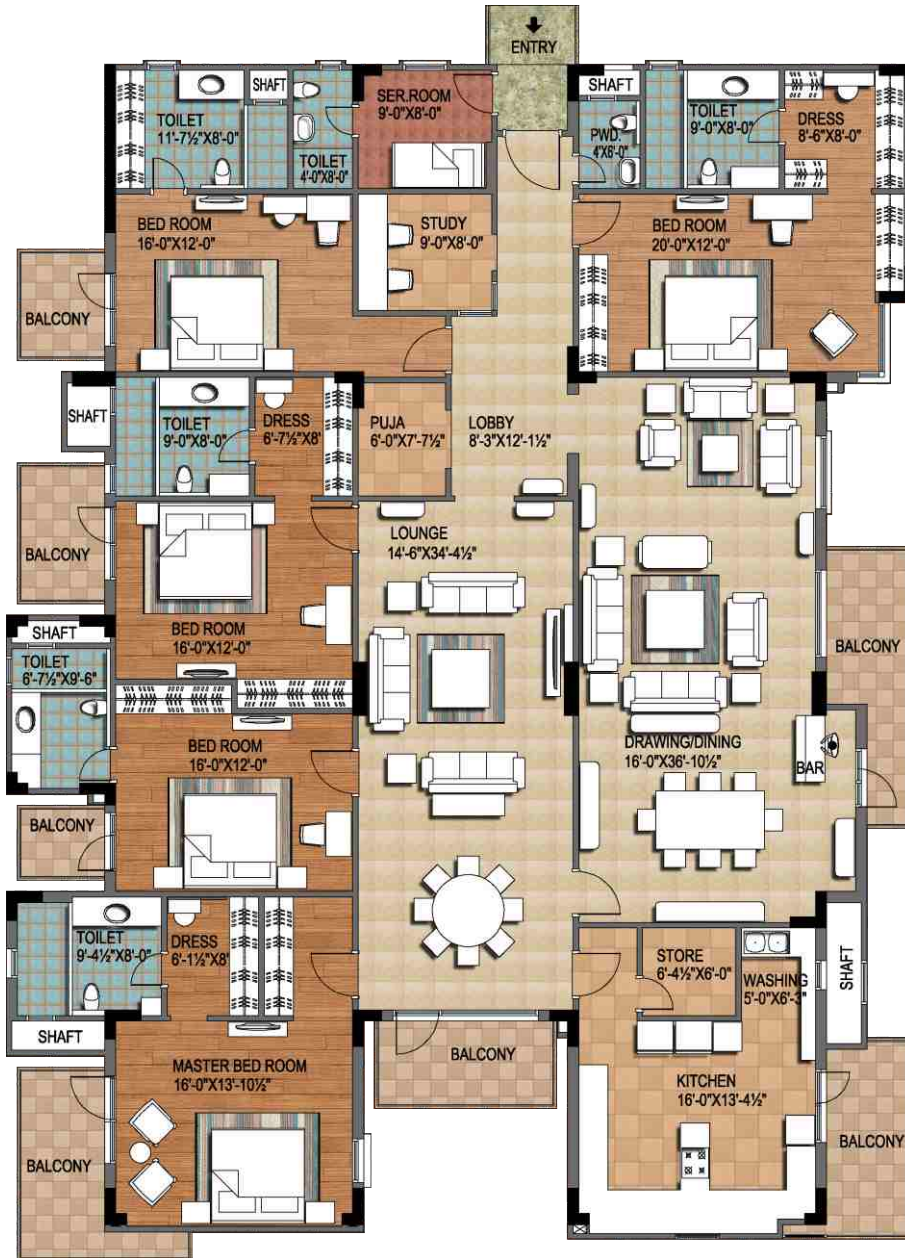 ENTRY
SHAFT
SER.ROOM
9'-0"X8'-0"
TOILET
11'-7½"X8'-0"
TOILET
4'-0"X8'-0"
SHAFT
PWD.
4'X6'-0"
TOILET
9'-0"X8'-0"
DRESS
8'-6"X8'-0"
BED ROOM
16'-0"X12'-0"
STUDY
9'-0"X8'-0"
BED ROOM
20'-0"X12'-0"
BALCONY
SHAFT
TOILET
9'-0"X8'-0"
DRESS
6'-7½"X8'
PUJA
6'-0"X7'-7½"
LOBBY
8'-3"X12'-1½"
BALCONY
LOUNGE
14'-6"X34'-4½"
BED ROOM
16'-0"X12'-0"
SHAFT
TOILET
6'-7½"X9'-6"
BALCONY
BED ROOM
16'-0"X12'-0"
DRAWING/DINING
16'-0"X36'-10½"
BAR
BALCONY
TOILET
9'-4½"X8'-0"
DRESS
6'-1½"X8'
STORE
6'-4½"X6'-0"
WASHING
5'-0"X6'-3"
SHAFT
SHAFT
BALCONY
MASTER BED ROOM
16'-0"X13'-10½"
KITCHEN
16'-0"X13'-4½"
BALCONY
BALCONY